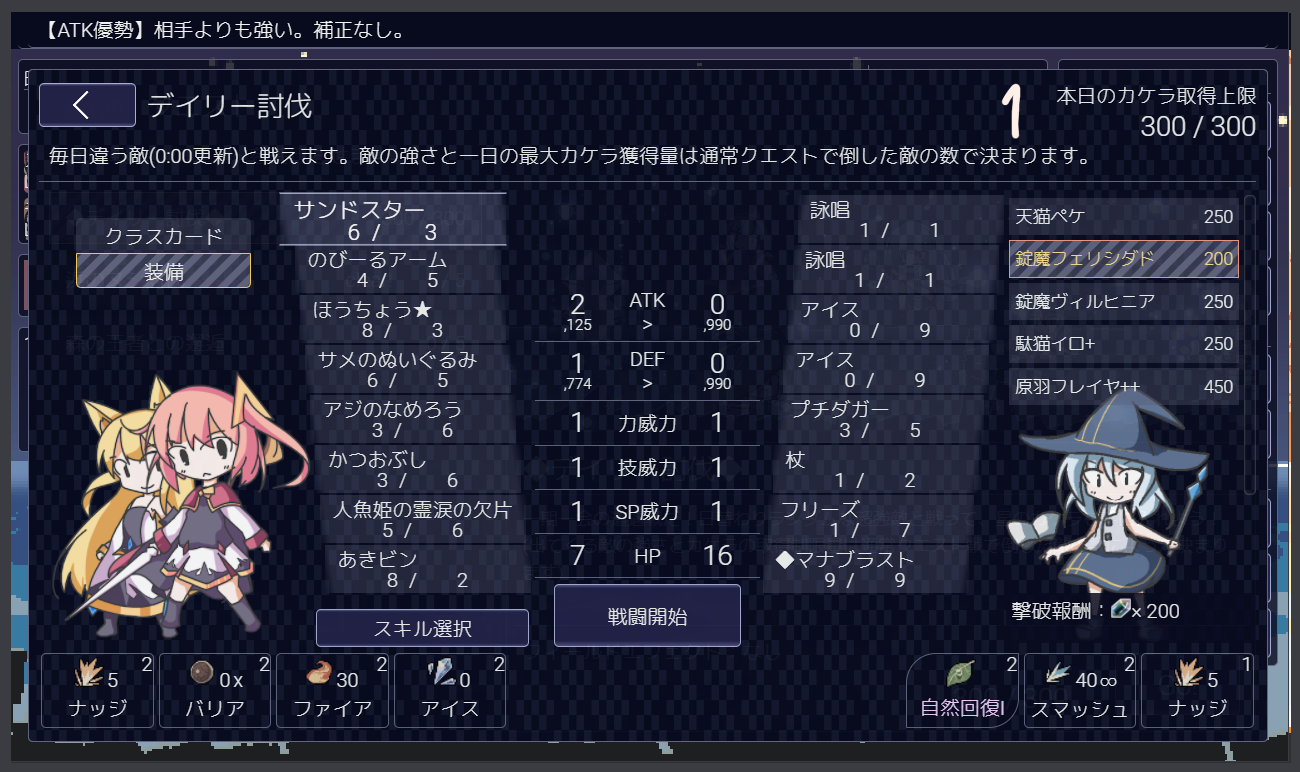 【ATK優勢】相手よりも強い。補正なし。
デイリー討伐
1
本日のカケラ取得上限
300 / 300
毎日違う敵(0:00更新)と戦えます。敵の強さと一日の最大カケラ獲得量は通常クエストで倒した敵の数で決まります。
クラスカード
装備
サンドスター
6 / 3
のびーるアーム
4 / 5
ほうちょう★
8 / 3
サメのぬいぐるみ
6 / 5
アジのなめろう
3 / 6
かつおぶし
3 / 6
人魚姫の霊涙の欠片
5 / 6
あきビン
8 / 2
スキル選択
2,125 ATK > 0,990
1,774 DEF > 0,990
1 力威力 1
1 技威力 1
1 SP威力 1
7 HP 16
戦闘開始
詠唱
1 / 1
詠唱
1 / 1
アイス
0 / 9
アイス
0 / 9
プチダガー
3 / 5
杖
1 / 2
フリーズ
1 / 7
◆マナブラスト
9 / 9
天猫ペケ 250
錠魔フェリシダド 200
錠魔ヴィルヒニア 250
駄猫イロ+ 250
原羽フレイヤ++ 450
撃破報酬：x 200
5 2
ナッジ
0x 2
バリア
30 2
ファイア
0 2
アイス
2
自然回復I
40∞ 2
スマッシュ
5 1
ナッジ